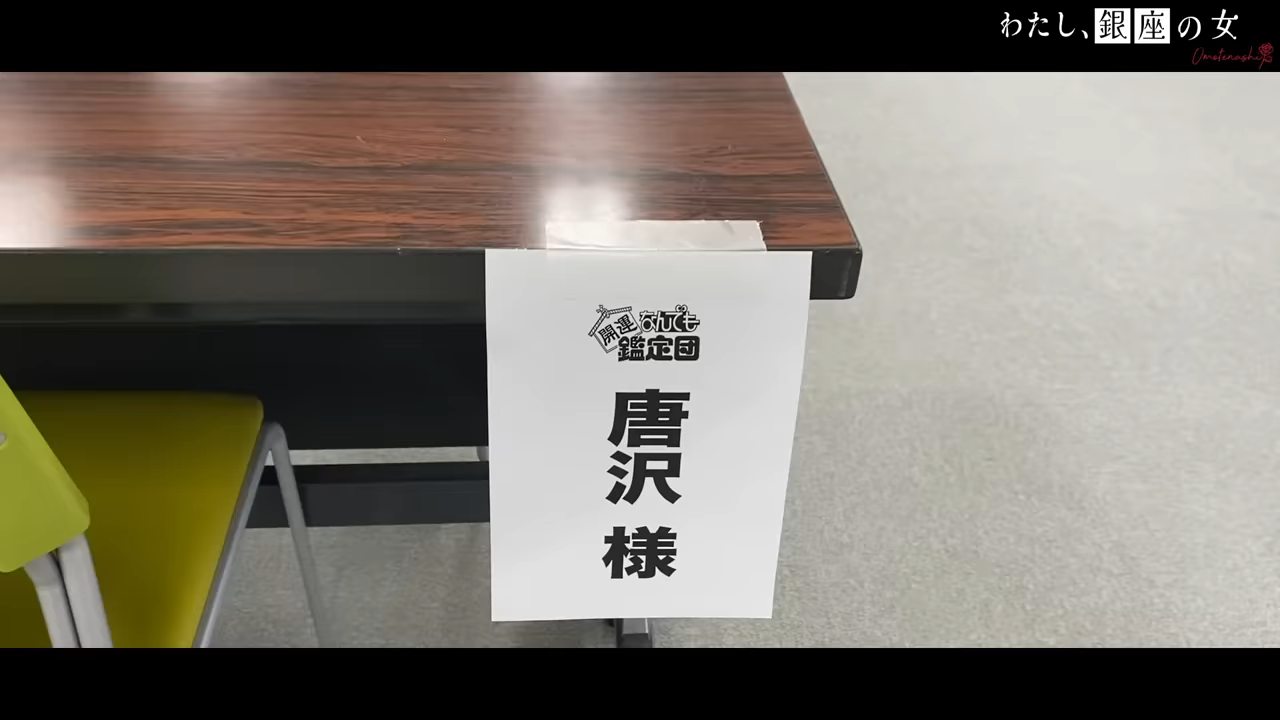 わたし、銀座の女
Omotenashi
開運なんでも
鑑定団
唐沢
様